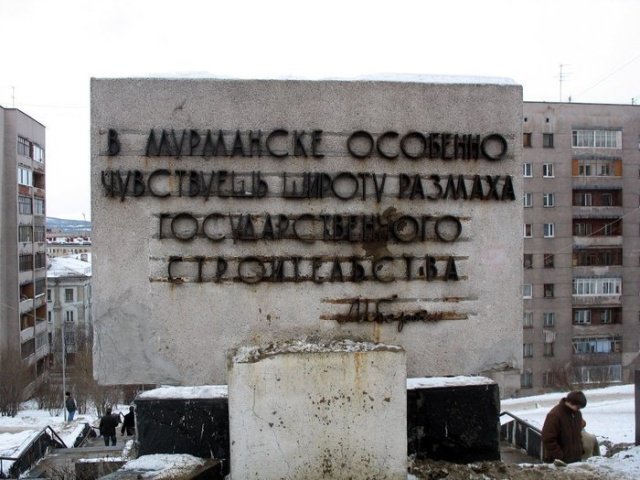 В МУРМАНСКЕ ОСОБЕННО
ЧУВСТВУЕШЬ ШИРОТУ РАЗМАХА
ГОСУДАРСТВЕННОГО
СТРОИТЕЛЬСТВА